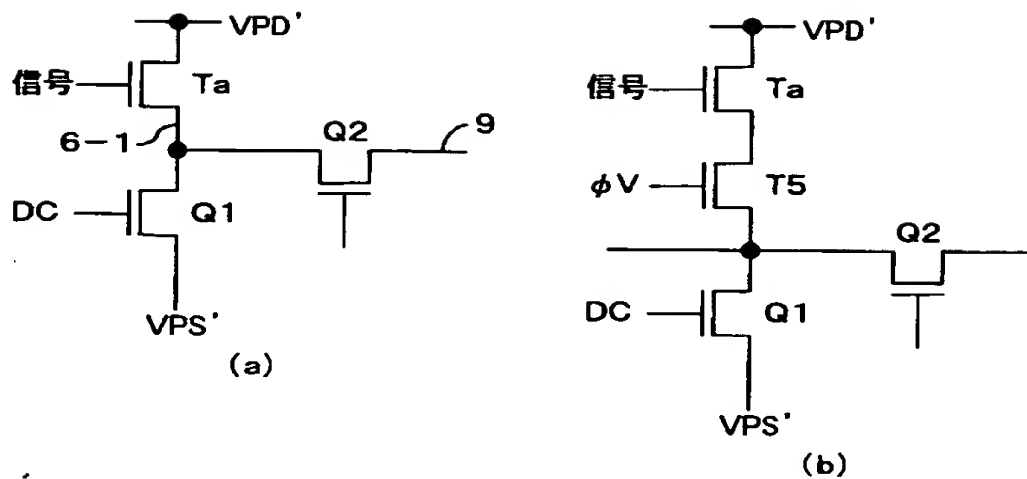 VPD'
信号
Ta
6-1
Q2
9
DC
Q1
VPS'
(a)
VPD'
信号
Ta
φV
T5
Q2
DC
Q1
VPS'
(b)